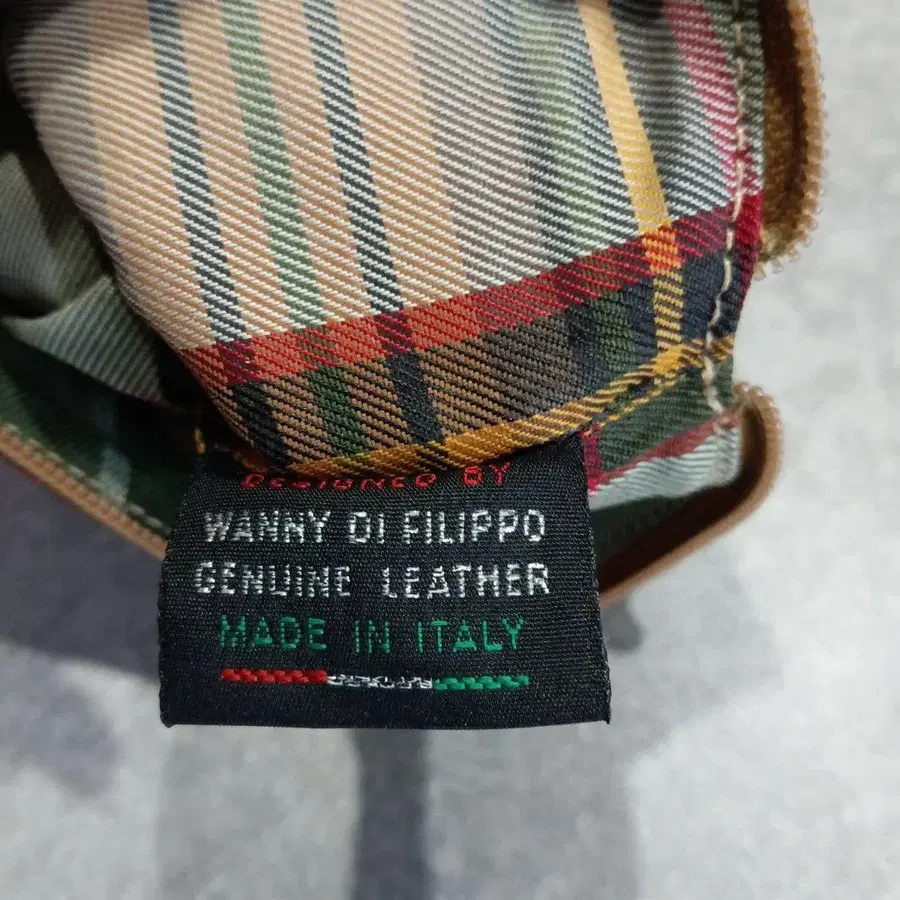 DESIGNED BY
WANNY DI FILIPPO
GENUINE LEATHER
MADE IN ITALY